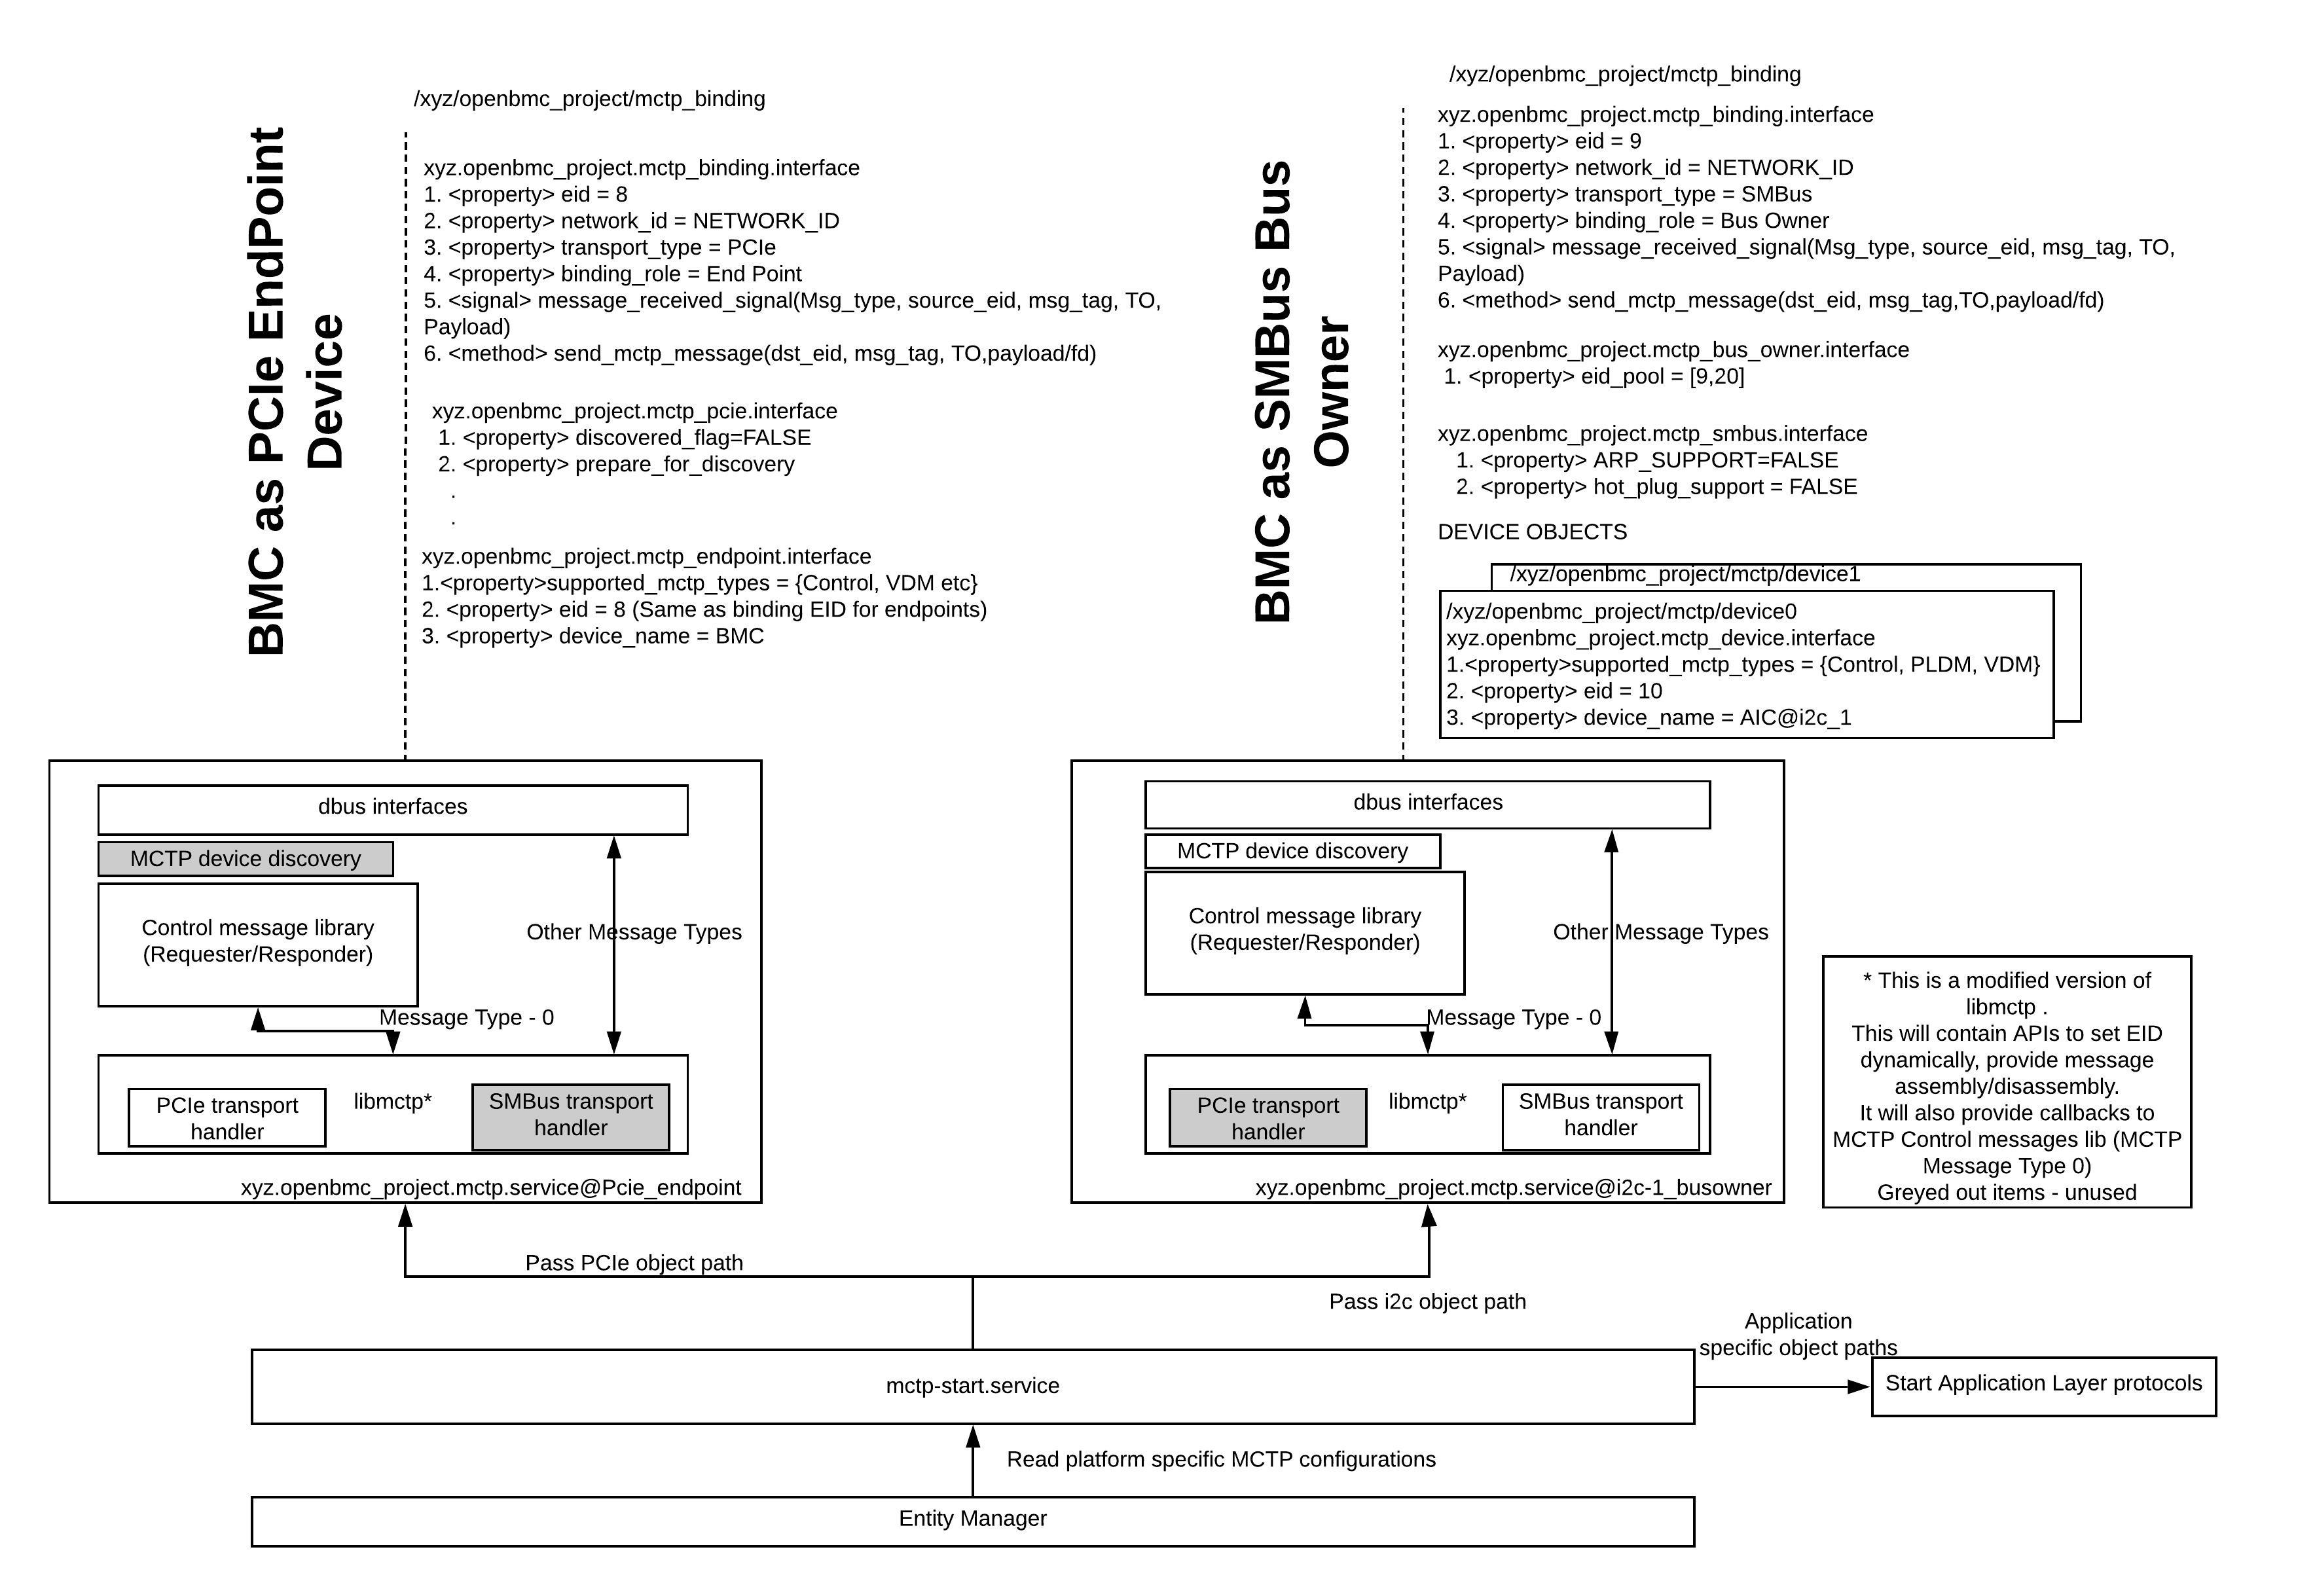 BMC as PCIe EndPoint
Device
/xyz/openbmc_project/mctp_binding
xyz.openbmc_project.mctp_binding.interface
1. <property> eid = 8
2. <property> network_id = NETWORK_ID
3. <property> transport_type = PCIe
4. <property> binding_role = End Point
5. <signal> message_received_signal(Msg_type, source_eid, msg_tag, TO,
Payload)
6. <method> send_mctp_message(dst_eid, msg_tag, TO,payload/fd)
xyz.openbmc_project.mctp_pcie.interface
1. <property> discovered_flag=FALSE
2. <property> prepare_for_discovery
.
.
xyz.openbmc_project.mctp_endpoint.interface
1.<property>supported_mctp_types = {Control, VDM etc}
2. <property> eid = 8 (Same as binding EID for endpoints)
3. <property> device_name = BMC
BMC as SMBus Bus
Owner
/xyz/openbmc_project/mctp_binding
xyz.openbmc_project.mctp_binding.interface
1. <property> eid = 9
2. <property> network_id = NETWORK_ID
3. <property> transport_type = SMBus
4. <property> binding_role = Bus Owner
5. <signal> message_received_signal(Msg_type, source_eid, msg_tag, TO,
Payload)
6. <method> send_mctp_message(dst_eid, msg_tag,TO,payload/fd)
xyz.openbmc_project.mctp_bus_owner.interface
1. <property> eid_pool = [9,20]
xyz.openbmc_project.mctp_smbus.interface
1. <property> ARP_SUPPORT=FALSE
2. <property> hot_plug_support = FALSE
DEVICE OBJECTS
/xyz/openbmc_project/mctp/device1
/xyz/openbmc_project/mctp/device0
xyz.openbmc_project.mctp_device.interface
1.<property>supported_mctp_types = {Control, PLDM, VDM}
2. <property> eid = 10
3. <property> device_name = AIC@i2c_1
dbus interfaces
MCTP device discovery
Control message library
(Requester/Responder)
Other Message Types
Message Type - 0
PCIe transport
handler
libmctp*
SMBus transport
handler
xyz.openbmc_project.mctp.service@Pcie_endpoint
dbus interfaces
MCTP device discovery
Control message library
(Requester/Responder)
Other Message Types
Message Type - 0
PCIe transport
handler
libmctp*
SMBus transport
handler
xyz.openbmc_project.mctp.service@i2c-1_busowner
* This is a modified version of
libmctp .
This will contain APIs to set EID
dynamically, provide message
assembly/disassembly.
It will also provide callbacks to
MCTP Control messages lib (MCTP
Message Type 0)
Greyed out items - unused
Pass PCIe object path
Pass i2c object path
Application
specific object paths
mctp-start.service
Start Application Layer protocols
Read platform specific MCTP configurations
Entity Manager